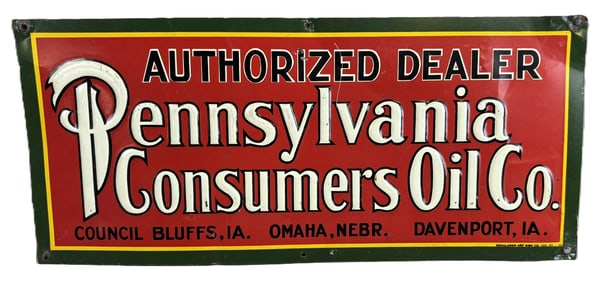 AUTHORIZED DEALER
Pennsylvania
Consumers Oil Co.
COUNCIL BLUFFS, IA. OMAHA, NEBR. DAVENPORT, IA.